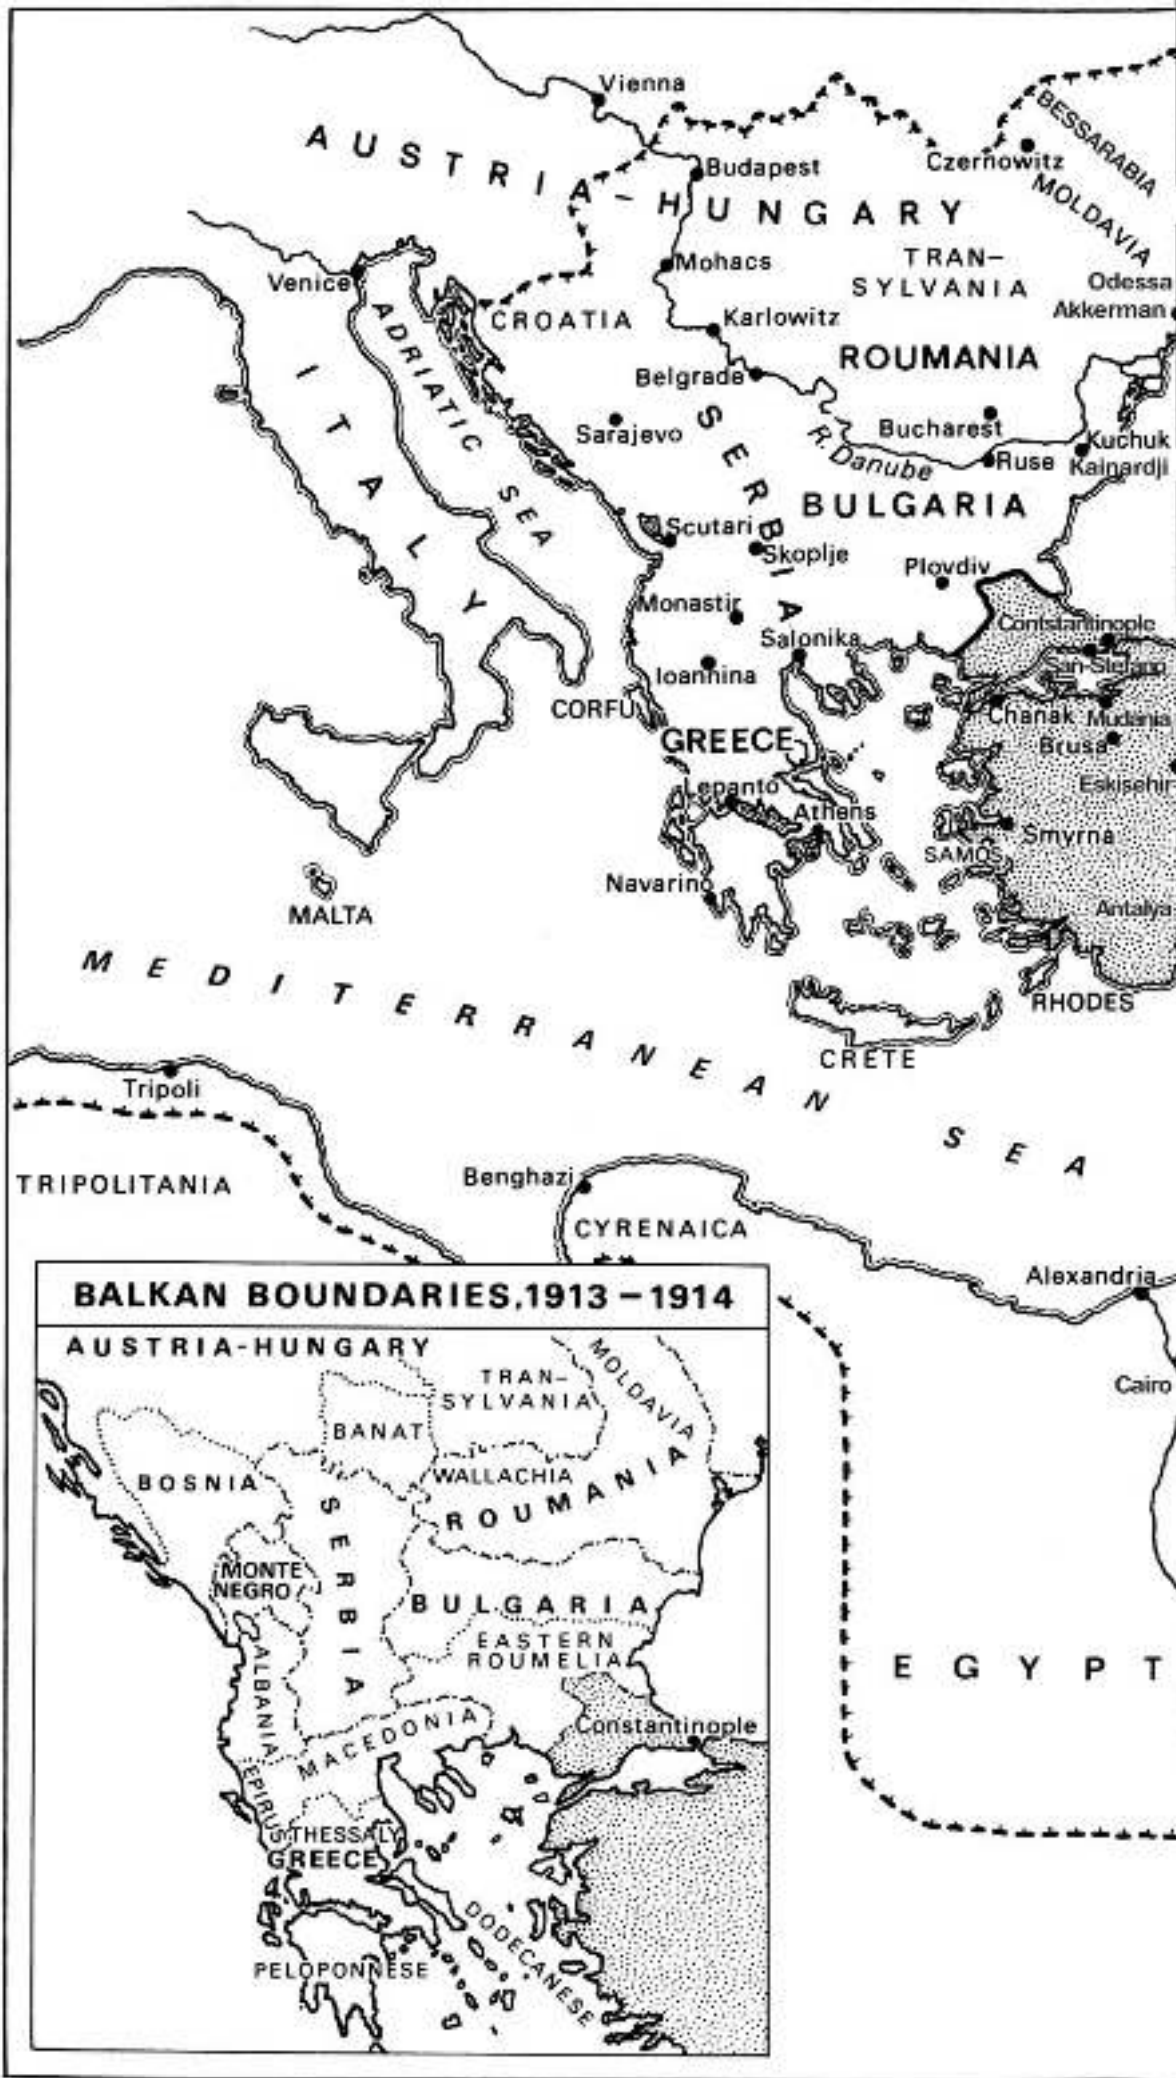 Vienna
AUSTRIA-HUNGARY
Budapest
Czernowitz
BESSARABIA
MOLDAVIA
Mohacs
TRAN-
SYLVANIA
Venice
Odessa
Akkerman
CROATIA
Karlowitz
ADRIATIC SEA
ITALY
ROUMANIA
Belgrade
Sarajevo
SERBIA
Bucharest
R. Danube
Ruse
Kuchuk
Kainardji
BULGARIA
Scutari
Skoplje
Plovdiv
Monastir
Contstantinople
Salonika
San-Stefano
Ioannina
CORFU
Chanak
Mudania
GREECE
Brusa
Eskisehir
Lepanto
Athens
Smyrna
SAMOS
Navarino
MALTA
Antalya
MEDITERRANEAN SEA
RHODES
CRETE
Tripoli
TRIPOLITANIA
Benghazi
CYRENAICA
Alexandria
Cairo
EGYPT
BALKAN BOUNDARIES,1913–1914
AUSTRIA-HUNGARY
TRAN-
SYLVANIA
MOLDAVIA
BANAT
BOSNIA
WALLACHIA
ROUMANIA
SERBIA
MONTE
NEGRO
BULGARIA
EASTERN
ROUMELIA
ALBANIA
MACEDONIA
Constantinople
EPIRUS
THESSALY
GREECE
DODECANESE
PELOPONNESE